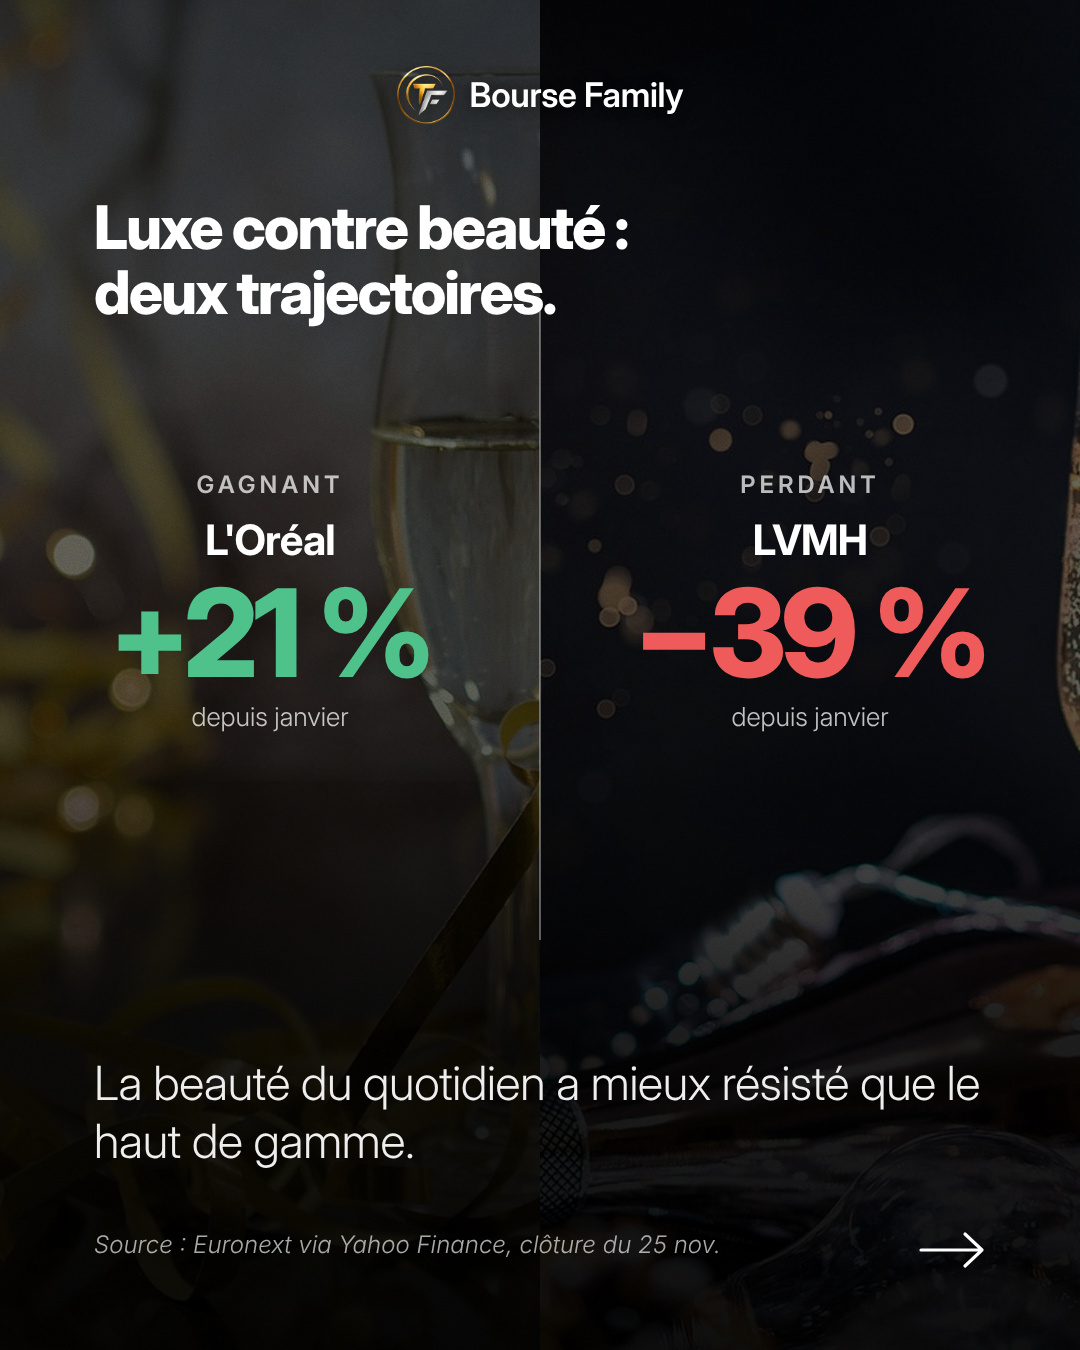 TF Bourse Family
Luxe contre beauté :
deux trajectoires.
GAGNANT
L'Oréal
+21 %
depuis janvier
PERDANT
LVMH
−39 %
depuis janvier
La beauté du quotidien a mieux résisté que le
haut de gamme.
Source : Euronext via Yahoo Finance, clôture du 25 nov.